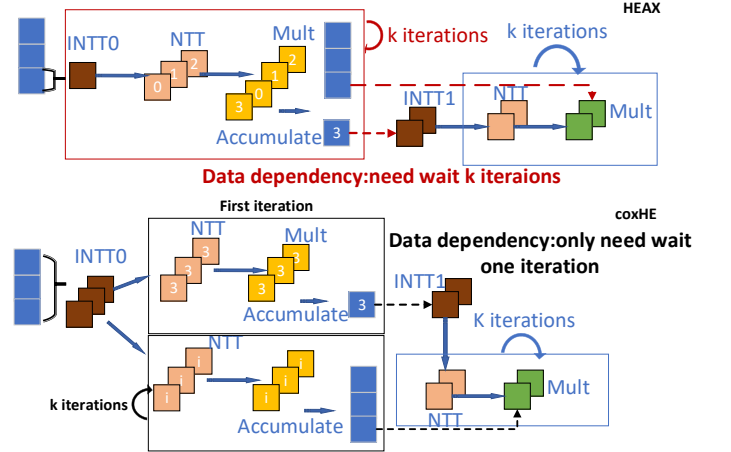 HEAX
INTT0
NTT
Mult
k iterations
k iterations
0
1
2
3
0
1
2
Accumulate
3
INTT1
NTT
Mult
Data dependency:need wait k iteraions
First iteration
coxHE
INTT0
NTT
Mult
3
3
3
3
3
3
Accumulate
3
Data dependency:only need wait
one iteration
INTT1
K iterations
NTT
i
i
i
i
i
i
k iterations
Accumulate
NTT
Mult